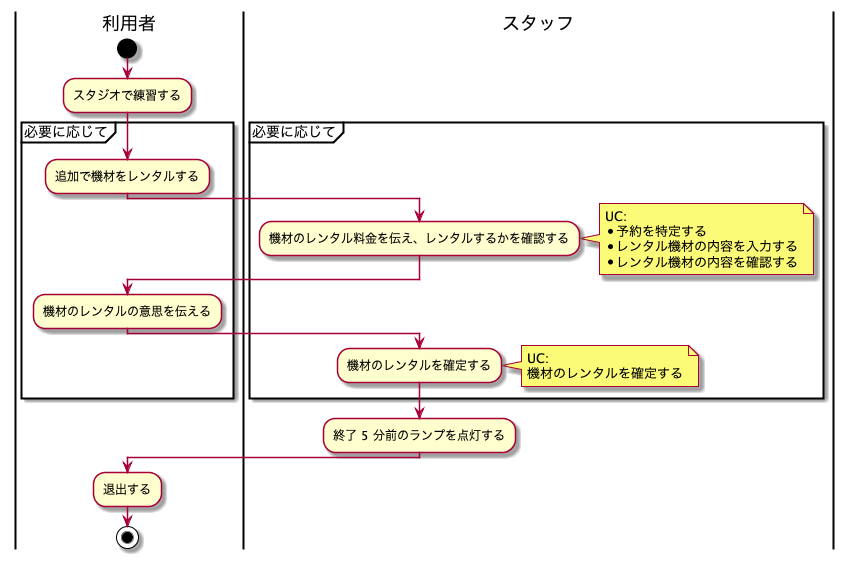 利用者
スタッフ
スタジオで練習する
必要に応じて
必要に応じて
追加で機材をレンタルする
機材のレンタル料金を伝え、レンタルするかを確認する
UC:
•予約を特定する
•レンタル機材の内容を入力する
•レンタル機材の内容を確認する
機材のレンタルの意思を伝える
機材のレンタルを確定する
UC:
機材のレンタルを確定する
終了 5 分前のランプを点灯する
退出する